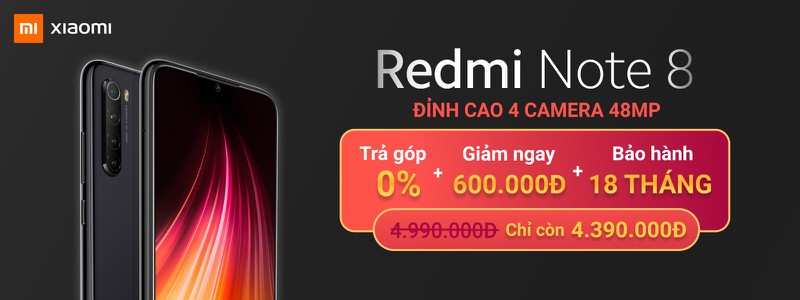 mi xiaomi
Redmi Note 8
ĐỈNH CAO 4 CAMERA 48MP
Trả góp + Giảm ngay + Bảo hành
0% 600.000Đ 18 THÁNG
4.990.000Đ Chỉ còn 4.390.000Đ